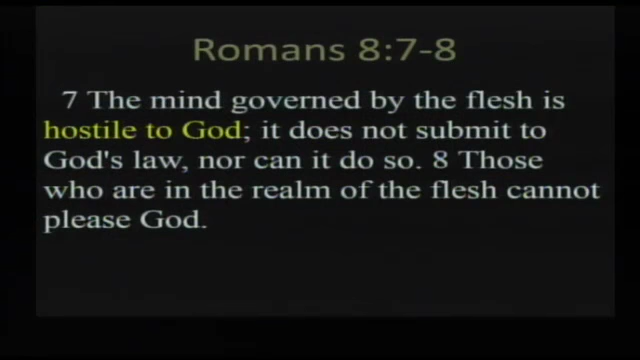 Romans 8:7-8
7 The mind governed by the flesh is
hostile to God; it does not submit to
God's law, nor can it do so. 8 Those
who are in the realm of the flesh cannot
please God.